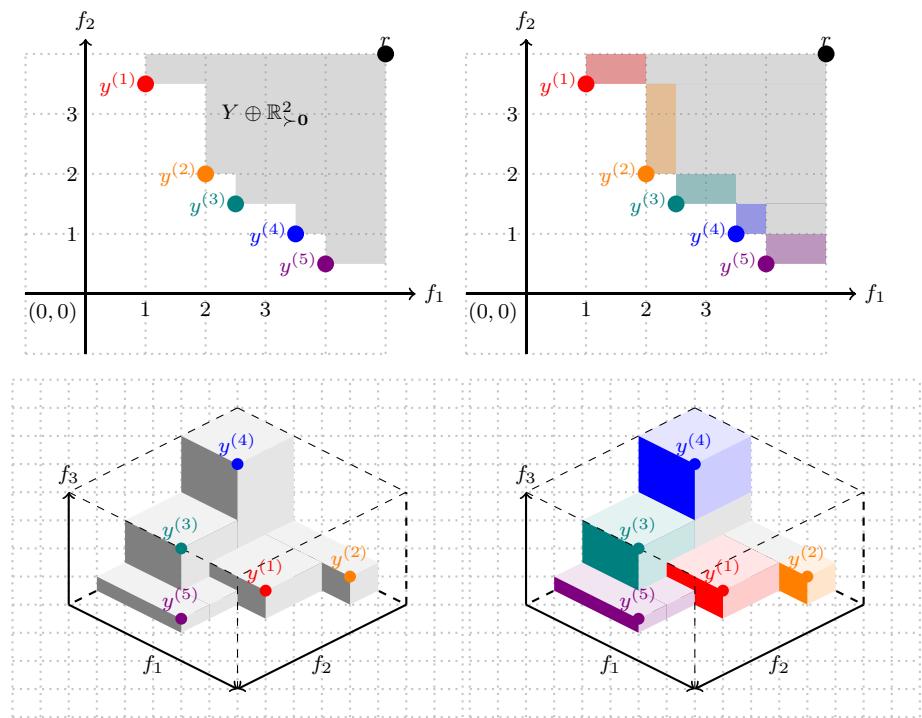 f₂
r
y⁽¹⁾
3
Y ⊕ ℝ²≻𝟎
2
y⁽²⁾
y⁽³⁾
1
y⁽⁴⁾
y⁽⁵⁾
f₁
(0, 0)
1 2 3
f₂
r
y⁽¹⁾
3
2
y⁽²⁾
y⁽³⁾
1
y⁽⁴⁾
y⁽⁵⁾
f₁
(0, 0)
1 2 3
y⁽⁴⁾
f₃
y⁽³⁾
y⁽²⁾
y⁽¹⁾
y⁽⁵⁾
f₁
f₂
y⁽⁴⁾
f₃
y⁽³⁾
y⁽²⁾
y⁽¹⁾
y⁽⁵⁾
f₁
f₂